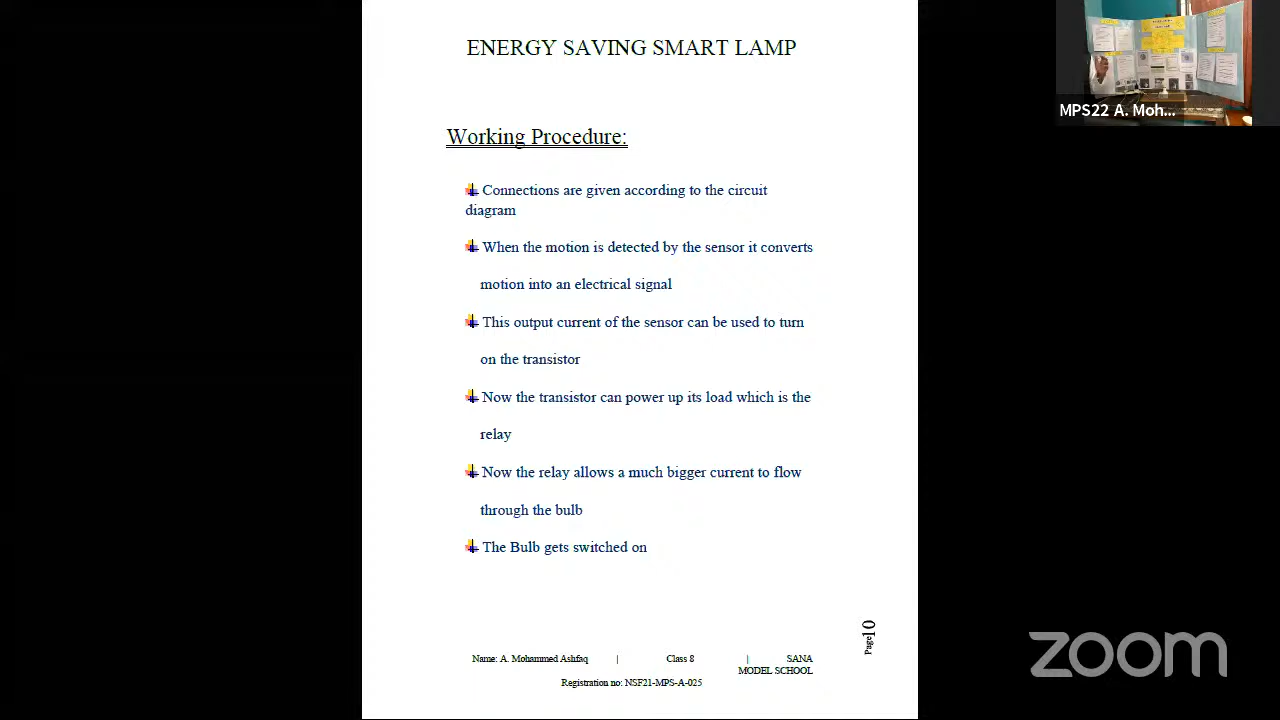 ENERGY SAVING SMART LAMP
MPS22 A. Moh...
Working Procedure:
Connections are given according to the circuit
diagram
When the motion is detected by the sensor it converts
motion into an electrical signal
This output current of the sensor can be used to turn
on the transistor
Now the transistor can power up its load which is the
relay
Now the relay allows a much bigger current to flow
through the bulb
The Bulb gets switched on
Page10
Name: A. Mohammed Ashfaq | Class 8 | SANA
MODEL SCHOOL
Registration no: NSF21-MPS-A-025
zoom